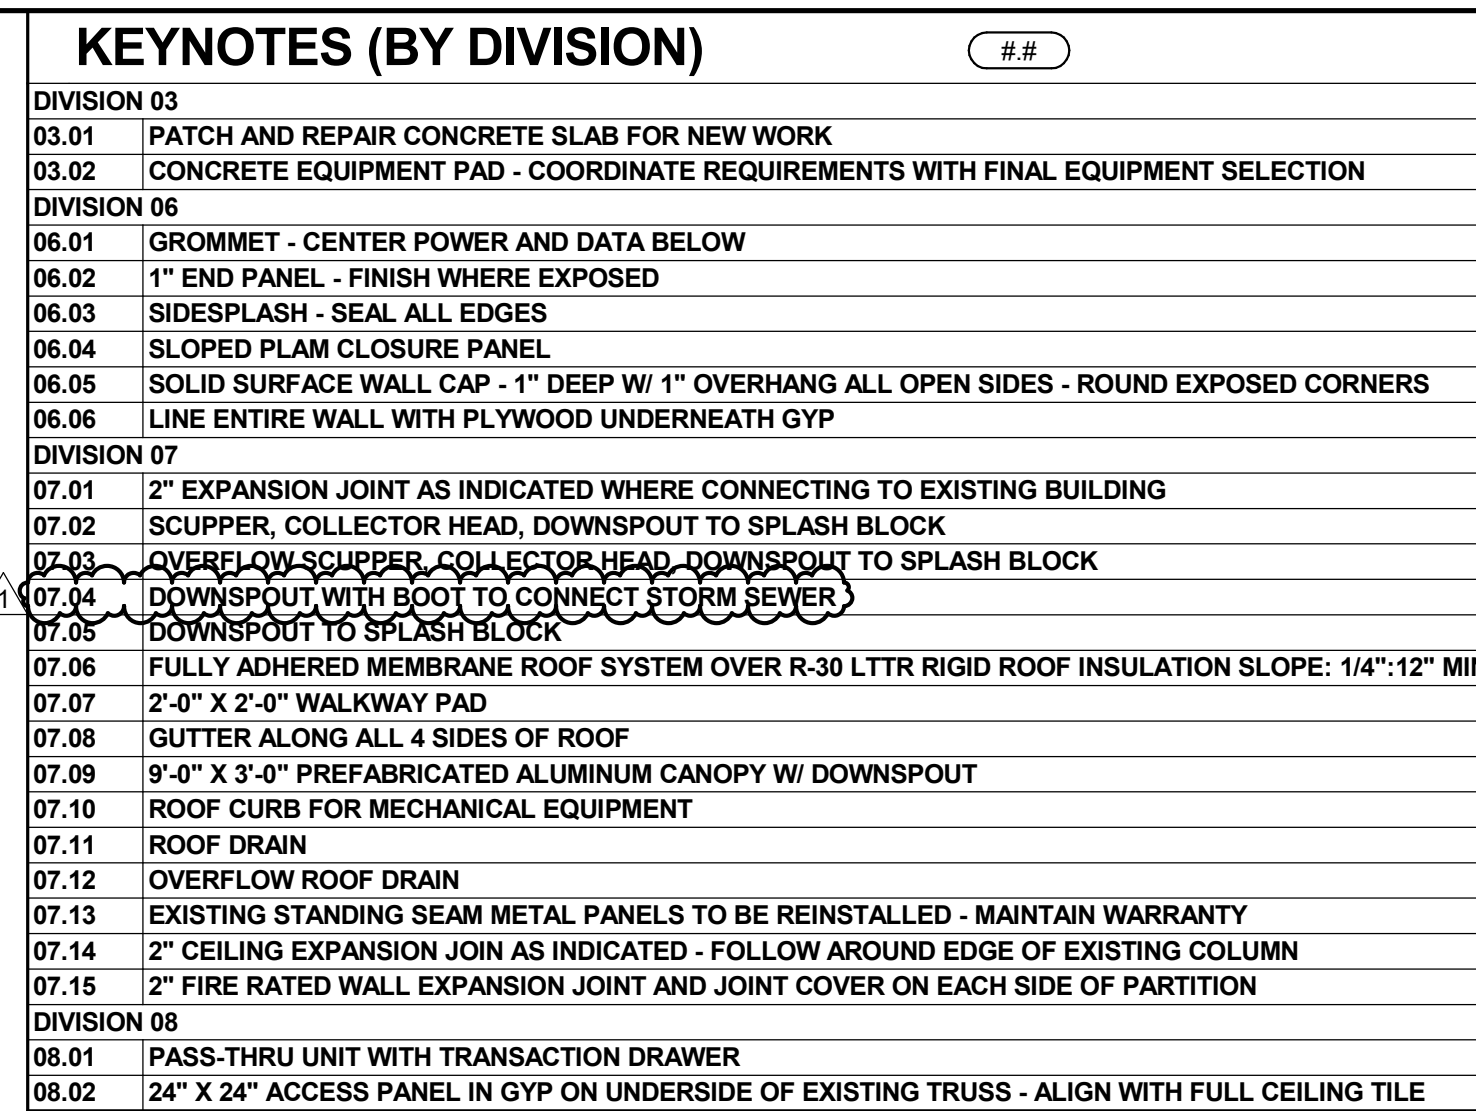 KEYNOTES (BY DIVISION) #.#
DIVISION 03
03.01 PATCH AND REPAIR CONCRETE SLAB FOR NEW WORK
03.02 CONCRETE EQUIPMENT PAD - COORDINATE REQUIREMENTS WITH FINAL EQUIPMENT SELECTION
DIVISION 06
06.01 GROMMET - CENTER POWER AND DATA BELOW
06.02 1" END PANEL - FINISH WHERE EXPOSED
06.03 SIDESPLASH - SEAL ALL EDGES
06.04 SLOPED PLAM CLOSURE PANEL
06.05 SOLID SURFACE WALL CAP - 1" DEEP W/ 1" OVERHANG ALL OPEN SIDES - ROUND EXPOSED CORNERS
06.06 LINE ENTIRE WALL WITH PLYWOOD UNDERNEATH GYP
DIVISION 07
07.01 2" EXPANSION JOINT AS INDICATED WHERE CONNECTING TO EXISTING BUILDING
07.02 SCUPPER, COLLECTOR HEAD, DOWNSPOUT TO SPLASH BLOCK
07.03 OVERFLOW SCUPPER, COLLECTOR HEAD, DOWNSPOUT TO SPLASH BLOCK
1 07.04 DOWNSPOUT WITH BOOT TO CONNECT STORM SEWER
07.05 DOWNSPOUT TO SPLASH BLOCK
07.06 FULLY ADHERED MEMBRANE ROOF SYSTEM OVER R-30 LTTR RIGID ROOF INSULATION SLOPE: 1/4":12"
07.07 2'-0" X 2'-0" WALKWAY PAD
07.08 GUTTER ALONG ALL 4 SIDES OF ROOF
07.09 9'-0" X 3'-0" PREFABRICATED ALUMINUM CANOPY W/ DOWNSPOUT
07.10 ROOF CURB FOR MECHANICAL EQUIPMENT
07.11 ROOF DRAIN
07.12 OVERFLOW ROOF DRAIN
07.13 EXISTING STANDING SEAM METAL PANELS TO BE REINSTALLED - MAINTAIN WARRANTY
07.14 2" CEILING EXPANSION JOIN AS INDICATED - FOLLOW AROUND EDGE OF EXISTING COLUMN
07.15 2" FIRE RATED WALL EXPANSION JOINT AND JOINT COVER ON EACH SIDE OF PARTITION
DIVISION 08
08.01 PASS-THRU UNIT WITH TRANSACTION DRAWER
08.02 24" X 24" ACCESS PANEL IN GYP ON UNDERSIDE OF EXISTING TRUSS - ALIGN WITH FULL CEILING TILE